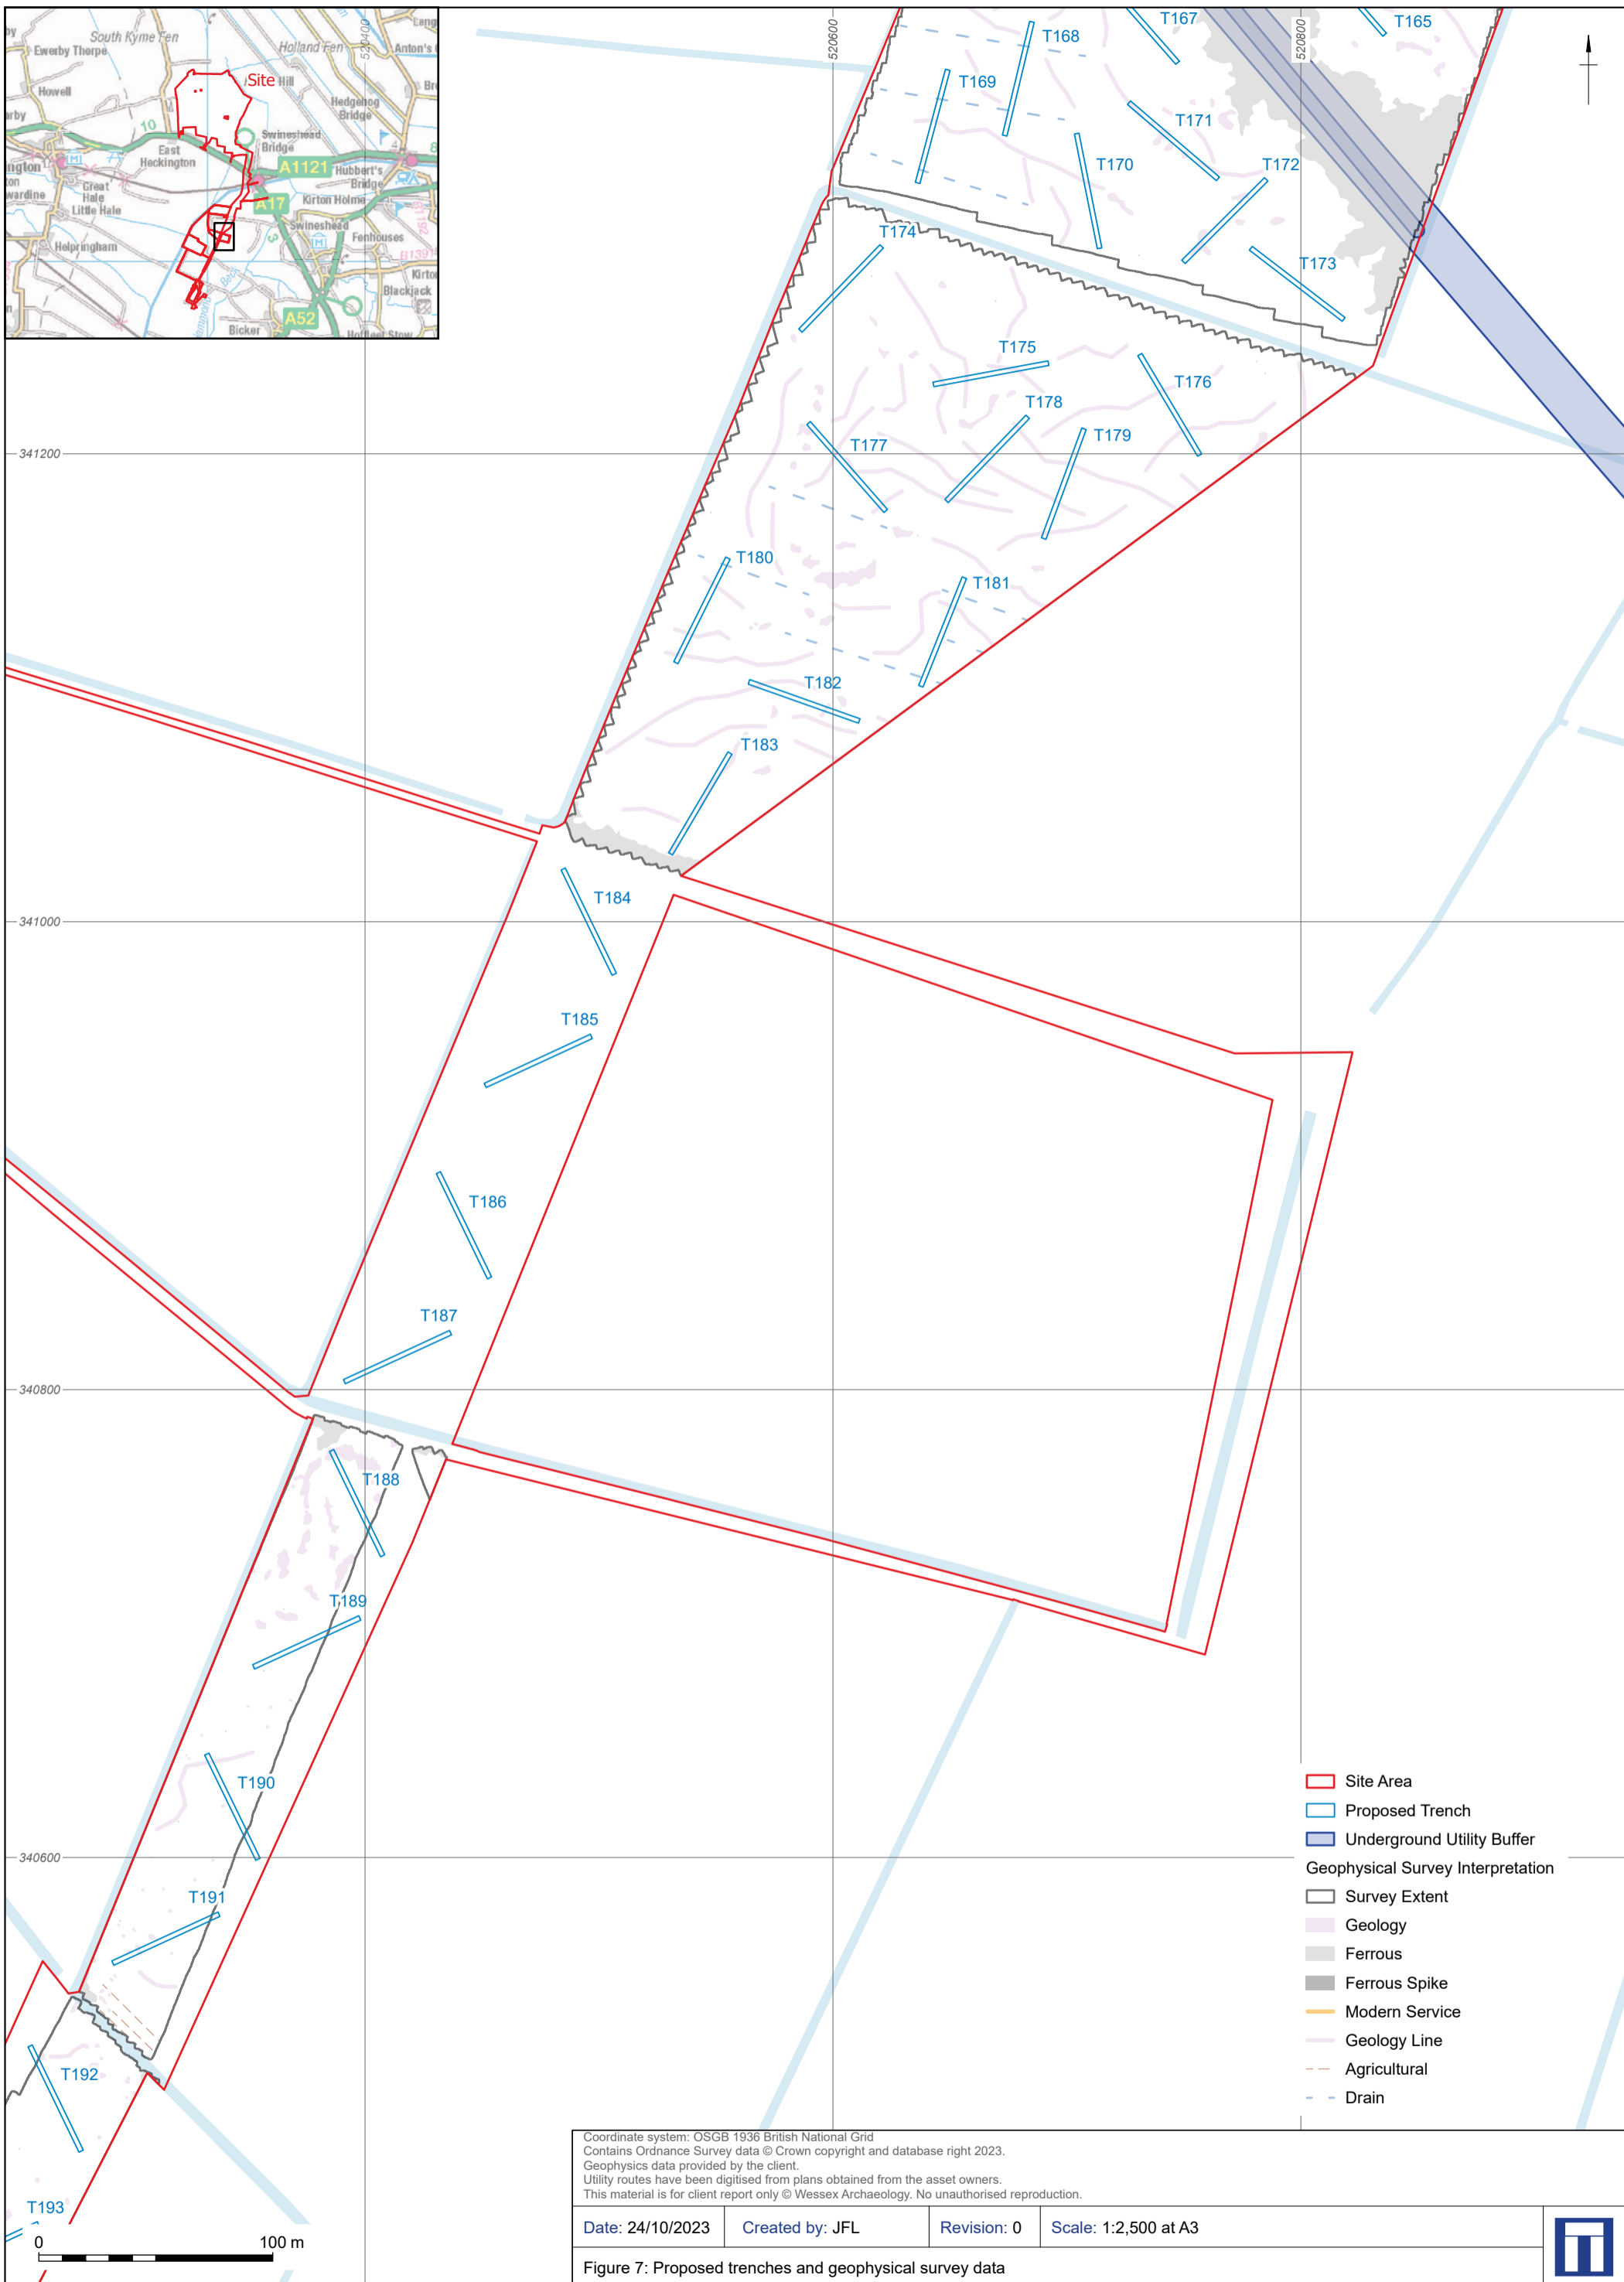 South Kyme Fen
Ewerby Thorpe
Holland Fen
Anton's
Site
Hill
Howell
Hedgehog
Bridge
10
East
Heckington
Swineshead
Bridge
A1121
Hubbert's
Bridge
Great
Hale
Little Hale
A17
Kirton Holme
3
Swineshead
Fenhouses
Helpringham
B1391
Blackjack
A52
Bicker
520400
520600
520800
T167
T165
T168
T169
T171
T170
T172
T174
T173
T175
T176
T178
T179
T177
341200
T180
T181
T182
T183
T184
341000
T185
T186
T187
340800
T188
T189
T190
340600
T191
T192
T193
0 100 m
Site Area
Proposed Trench
Underground Utility Buffer
Geophysical Survey Interpretation
Survey Extent
Geology
Ferrous
Ferrous Spike
Modern Service
Geology Line
Agricultural
Drain
Coordinate system: OSGB 1936 British National Grid
Contains Ordnance Survey data © Crown copyright and database right 2023.
Geophysics data provided by the client.
Utility routes have been digitised from plans obtained from the asset owners.
This material is for client report only © Wessex Archaeology. No unauthorised reproduction.
Date: 24/10/2023 Created by: JFL Revision: 0 Scale: 1:2,500 at A3
Figure 7: Proposed trenches and geophysical survey data